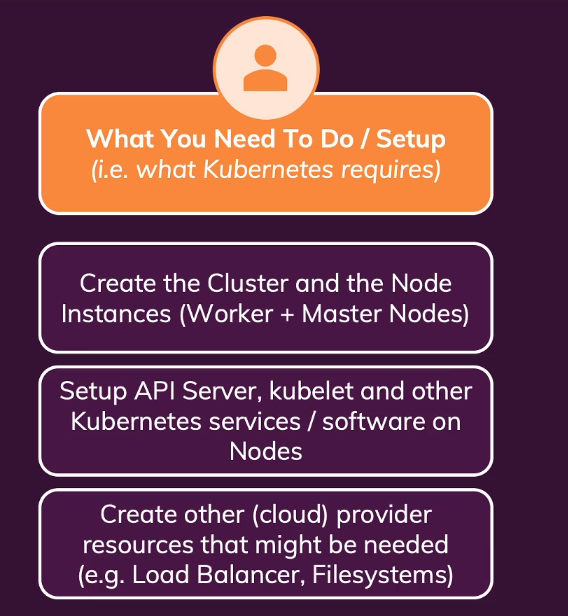 What You Need To Do / Setup
(i.e. what Kubernetes requires)
Create the Cluster and the Node
Instances (Worker + Master Nodes)
Setup API Server, kubelet and other
Kubernetes services / software on
Nodes
Create other (cloud) provider
resources that might be needed
(e.g. Load Balancer, Filesystems)